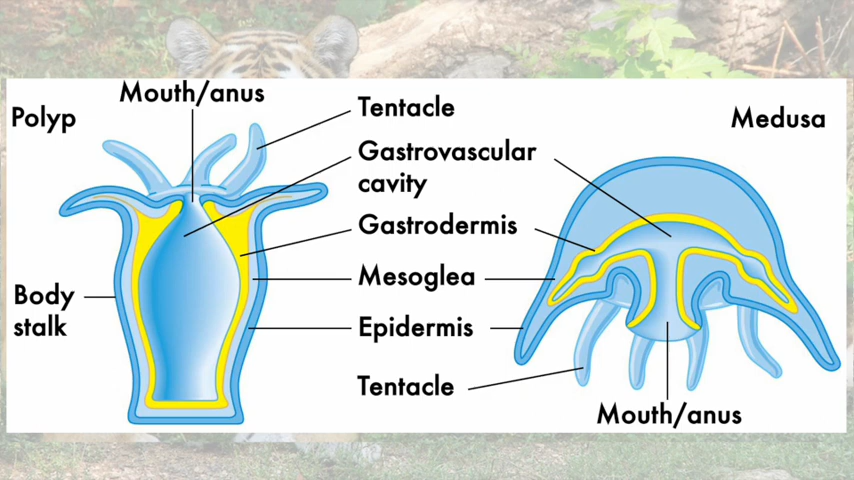 Mouth/anus
Polyp
Tentacle
Medusa
Gastrovascular
cavity
Gastrodermis
Mesoglea
Body
stalk
Epidermis
Tentacle
Mouth/anus